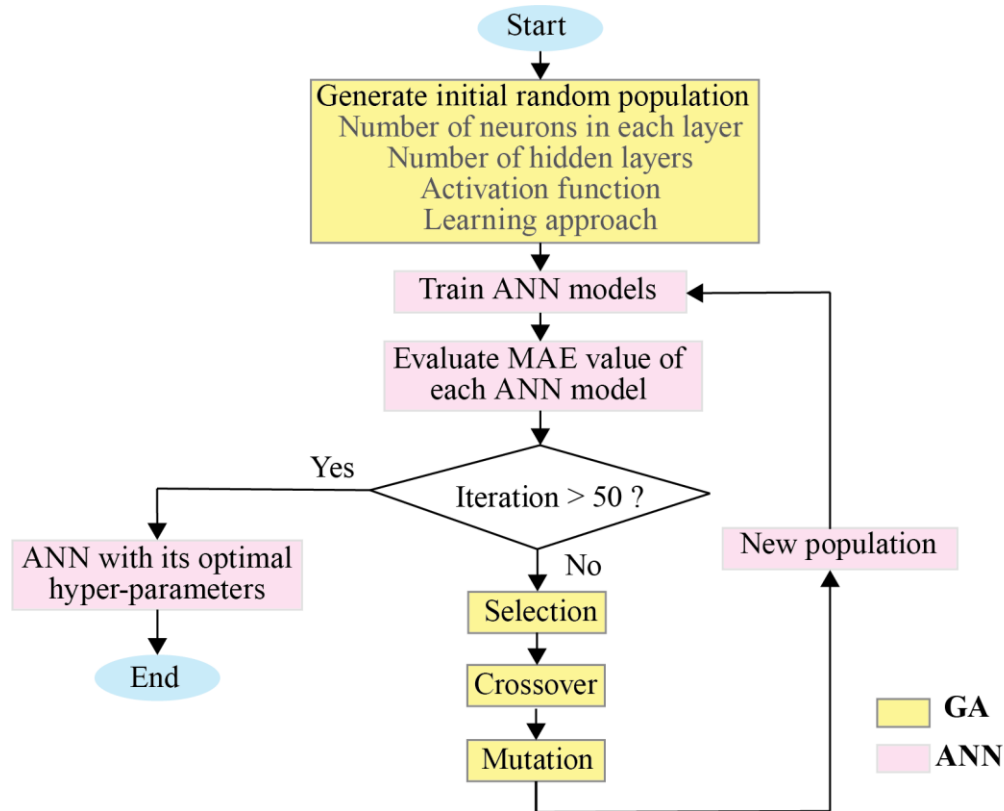 Start
Generate initial random population
Number of neurons in each layer
Number of hidden layers
Activation function
Learning approach
Train ANN models
Evaluate MAE value of
each ANN model
Yes
Iteration > 50 ?
ANN with its optimal
hyper-parameters
New population
No
Selection
End
Crossover
Mutation
GA
ANN